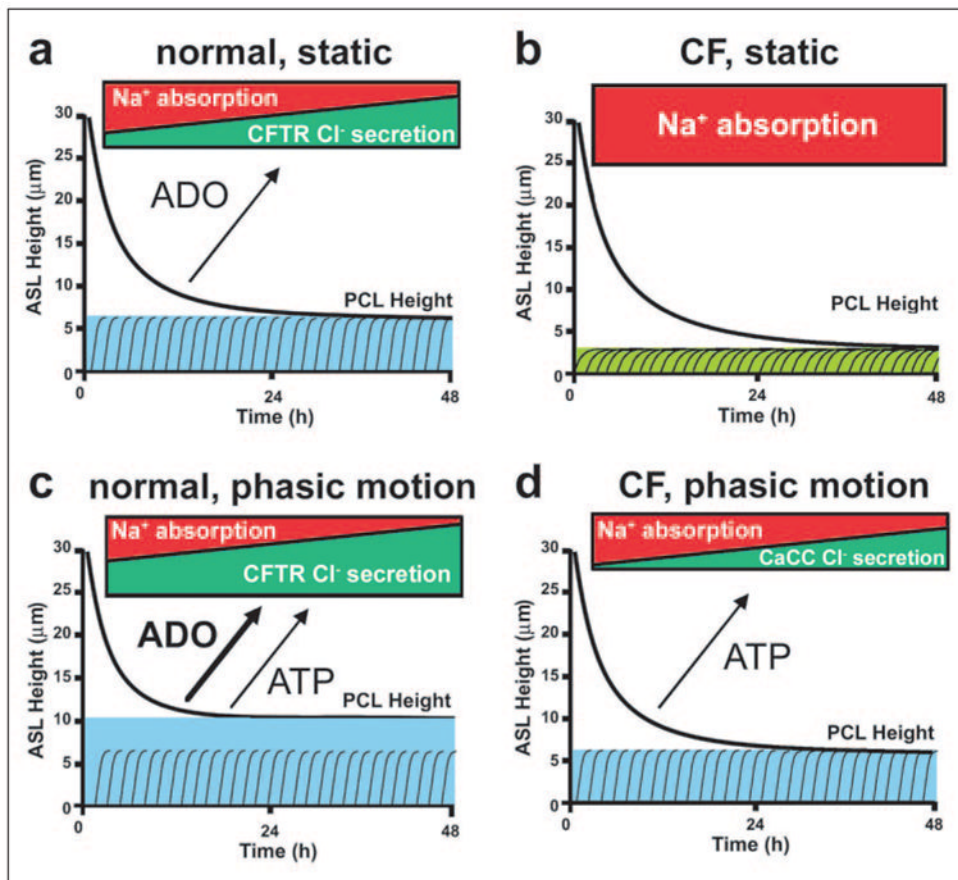 a normal, static
Na⁺ absorption
CFTR Cl⁻ secretion
ADO
PCL Height
ASL Height (μm)
30
25
20
15
10
5
0
0 24 48
Time (h)
b CF, static
Na⁺ absorption
PCL Height
ASL Height (μm)
30
25
20
15
10
5
0
0 24 48
Time (h)
c normal, phasic motion
Na⁺ absorption
CFTR Cl⁻ secretion
ADO
ATP
PCL Height
ASL Height (μm)
30
25
20
15
10
5
0
0 24 48
Time (h)
d CF, phasic motion
Na⁺ absorption
CaCC Cl⁻ secretion
ATP
PCL Height
ASL Height (μm)
30
25
20
15
10
5
0
0 24 48
Time (h)